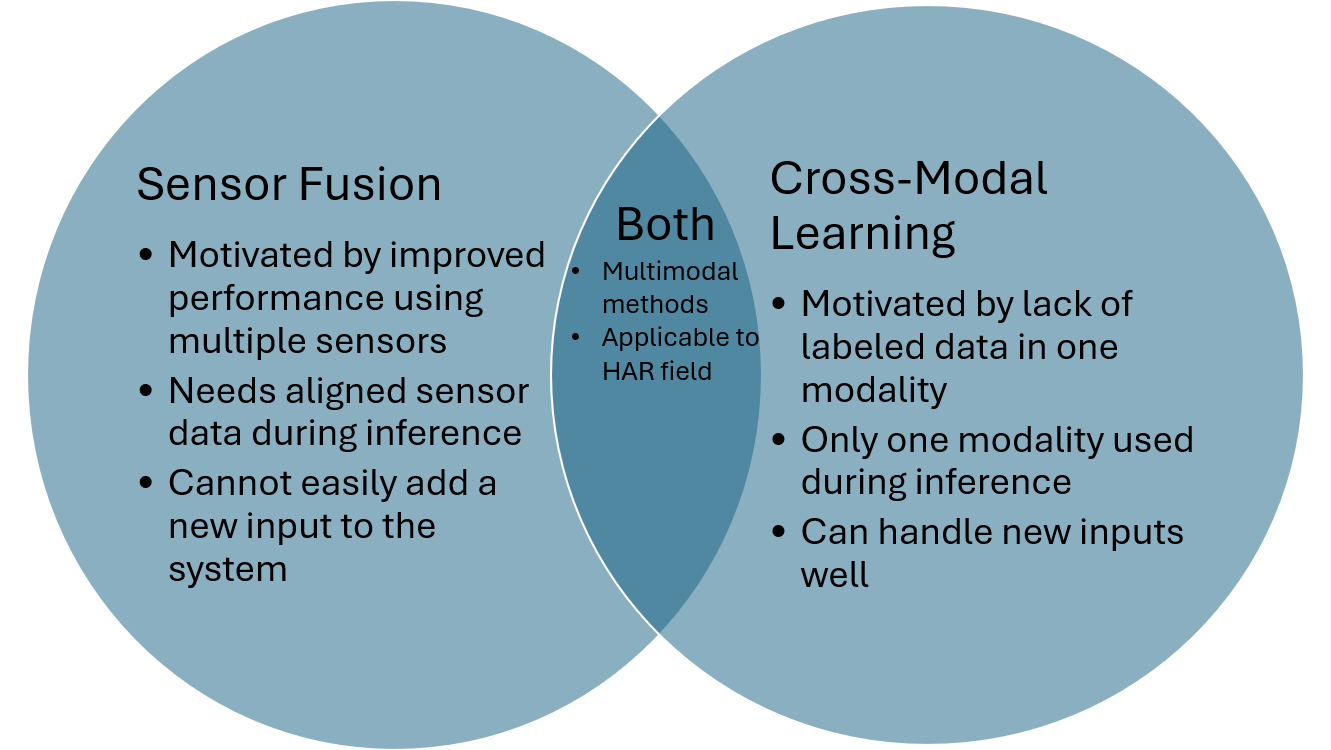 Sensor Fusion
• Motivated by improved
performance using
multiple sensors
• Needs aligned sensor
data during inference
• Cannot easily add a
new input to the
system
Both
• Multimodal
methods
• Applicable to
HAR field
Cross-Modal
Learning
• Motivated by lack of
labeled data in one
modality
• Only one modality used
during inference
• Can handle new inputs
well